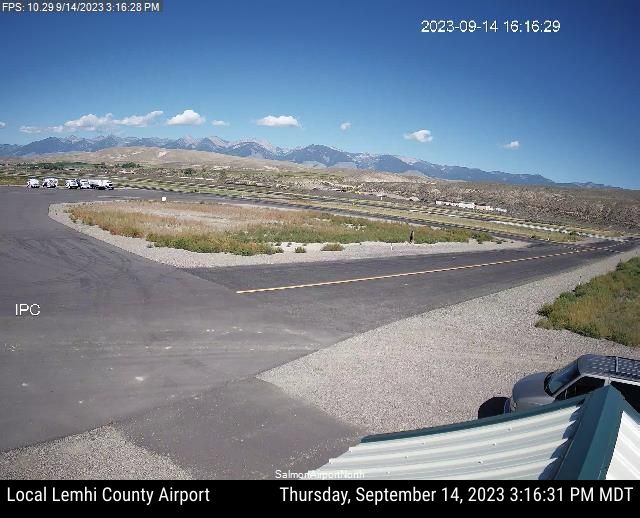 FPS: 10.29 9/14/2023 3:16:28 PM
2023-09-14 16:16:29
IPC
SalmonAirportNorth
Local Lemhi County Airport Thursday, September 14, 2023 3:16:31 PM MDT